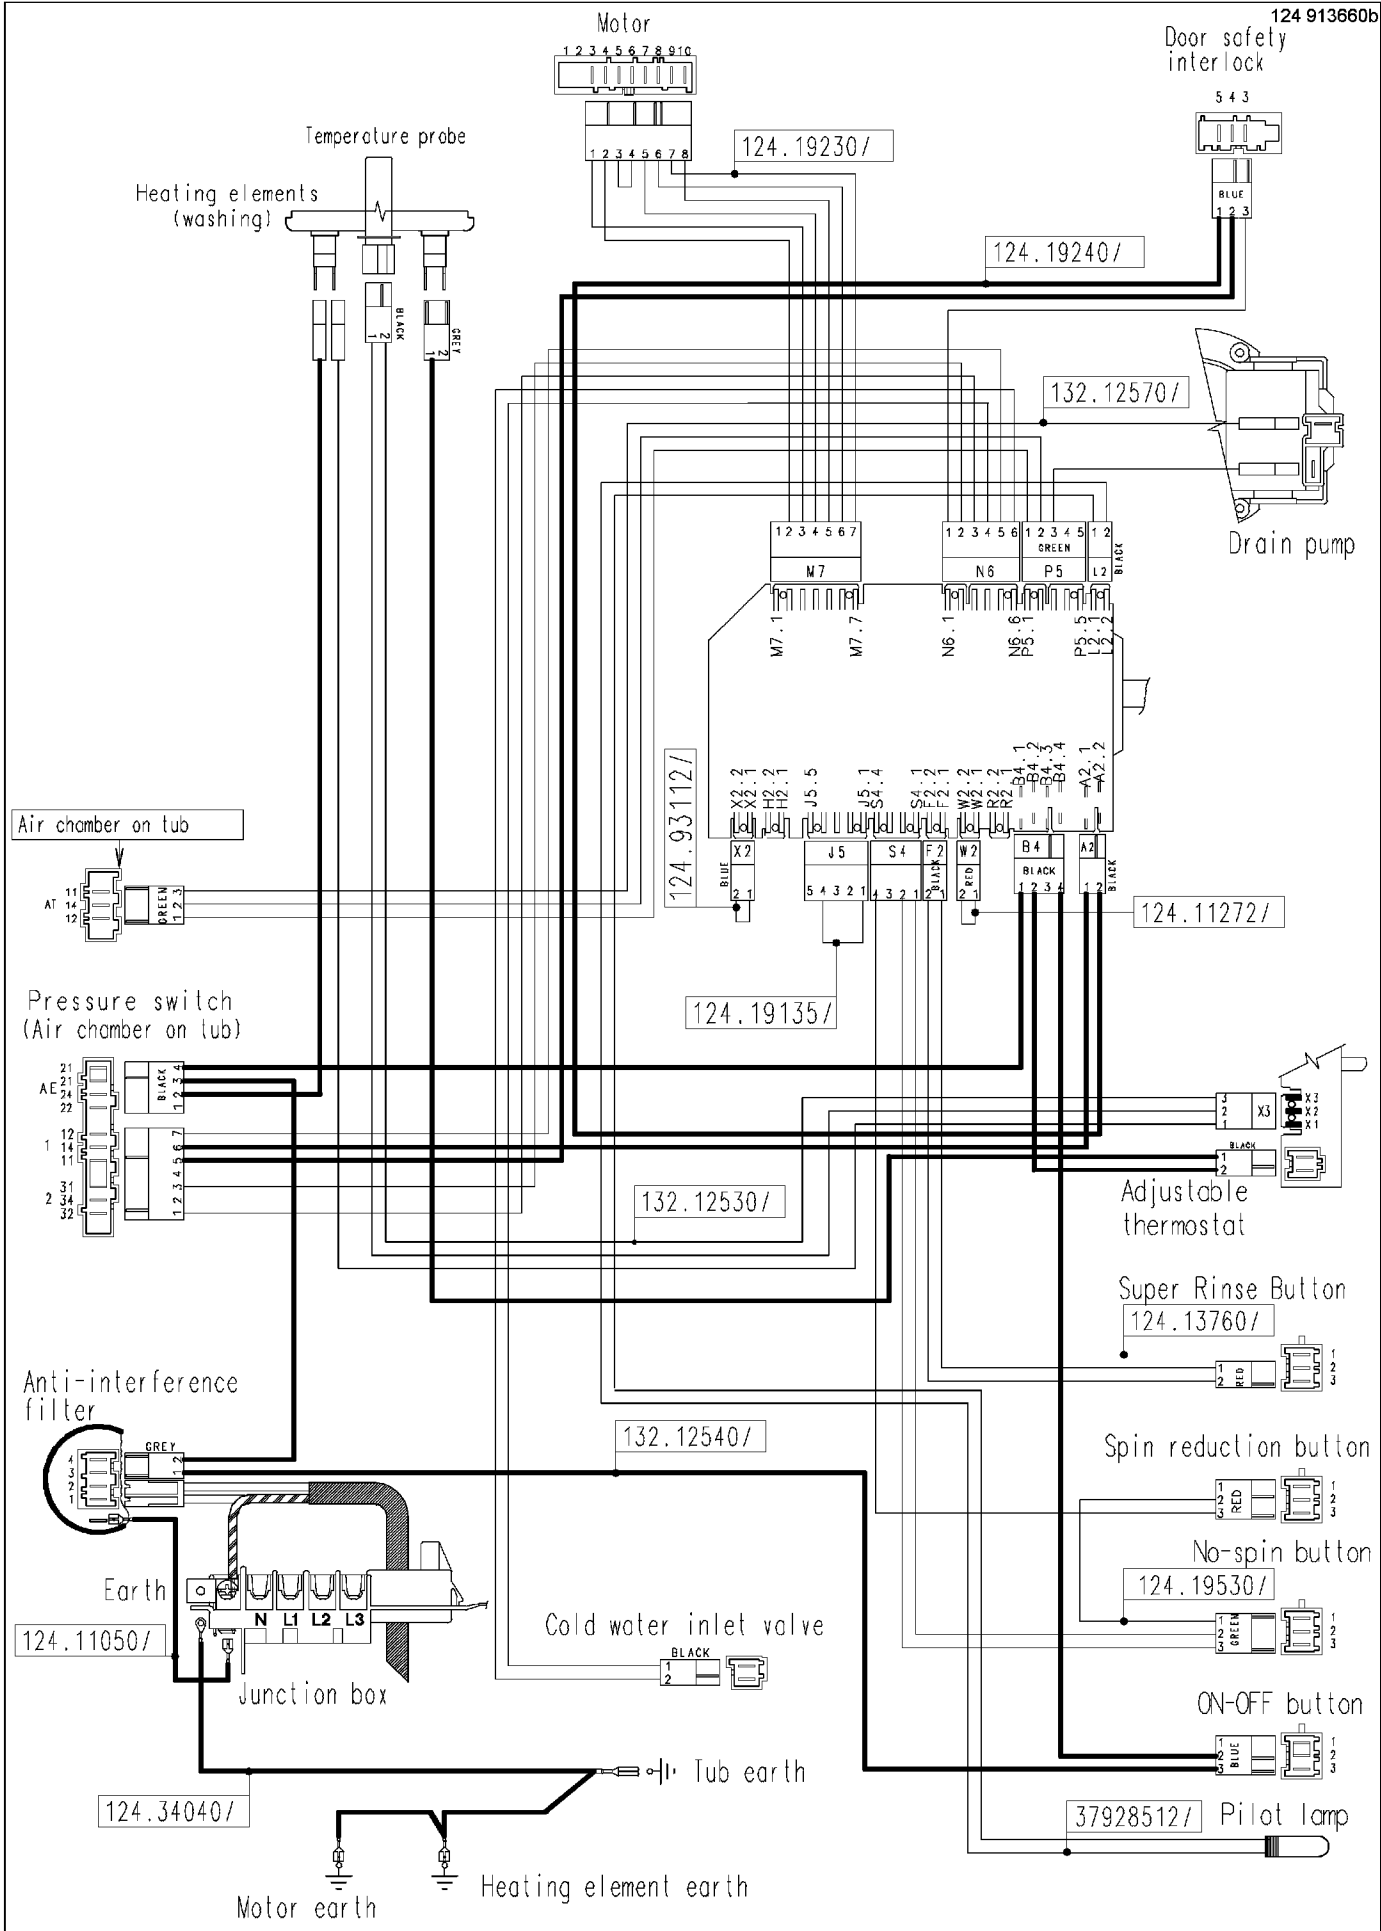 124 913660b
Motor
Door safety
interlock
1 2 3 4 5 6 7 8 9 10
5 4 3
Temperature probe
1 2 3 4 5 6 7 8
124.19230/
Heating elements
(washing)
BLUE
1 2 3
124.19240/
BLACK
1 2
GREY
1 2
132.12570/
Drain pump
1 2 3 4 5 6 7
M7
1 2 3 4 5 6
N6
1 2 3 4 5
GREEN
P5
1 2
L2
BLACK
M7.1
M7.7
N6.1
N6.6
P5.1
P5.5
L2.1
L2.2
X2.2
X2.1
H2.2
H2.1
J5.5
J5.1
S4.4
S4.1
F2.2
F2.1
W2.2
W2.1
R2.2
R2.1
B4.1
B4.2
B4.3
B4.4
A2.1
A2.2
124.93112/
Air chamber on tub
BLUE
X2
2 1
J5
5 4 3 2 1
S4
4 3 2 1
F2
BLACK
2 1
W2
RED
2 1
B4
BLACK
1 2 3 4
A2
1 2
BLACK
11
AT 14
12
GREEN
3
2
1
124.11272/
124.19135/
Pressure switch
(Air chamber on tub)
21
AE 21
24
22
BLACK
4
3
2
1
12
1 14
11
31
2 34
32
7
6
5
4
3
2
1
3
2
1
X3
X3
X2
X1
BLACK
1
2
Adjustable
thermostat
132.12530/
Super Rinse Button
124.13760/
1
2
RED
1
2
3
Anti-interference
filter
GREY
4
3
2
1
2
1
132.12540/
Spin reduction button
1
2
3
RED
1
2
3
No-spin button
124.19530/
1
2
3
GREEN
1
2
3
Earth
N L1 L2 L3
124.11050/
Junction box
Cold water inlet valve
BLACK
1
2
ON-OFF button
1
2
3
BLUE
1
2
3
Tub earth
124.34040/
37928512/
Pilot lamp
Motor earth
Heating element earth